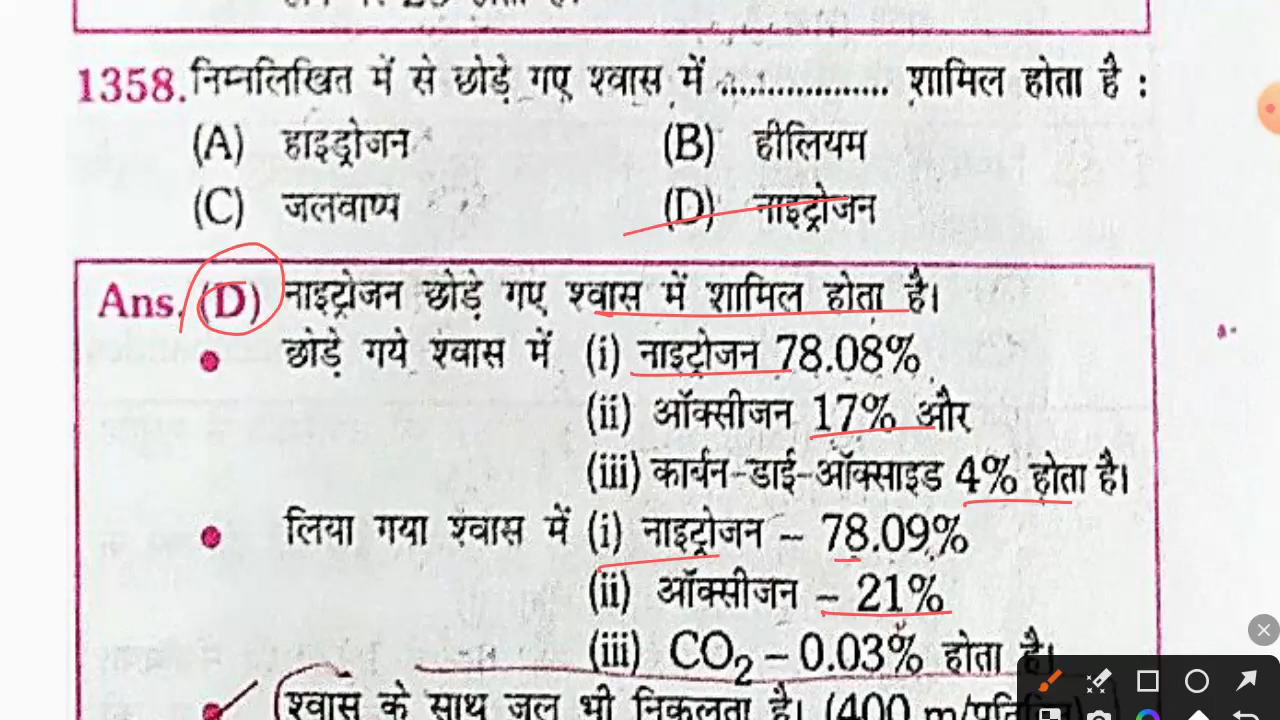 1358. निम्नलिखित में से छोड़े गए श्वास में .................. शामिल होता है :
(A) हाइड्रोजन (B) हीलियम
(C) जलवाष्प (D) नाइट्रोजन
Ans. (D) नाइट्रोजन छोड़े गए श्वास में शामिल होता है।
• छोड़े गये श्वास में (i) नाइट्रोजन 78.08%
(ii) ऑक्सीजन 17% और
(iii) कार्बन-डाई-ऑक्साइड 4% होता है।
• लिया गया श्वास में (i) नाइट्रोजन – 78.09%
(ii) ऑक्सीजन – 21%
(iii) CO₂ – 0.03% होता है।
• श्वास के साथ जल भी निकलता है। (400 m/प्रतिदिन)